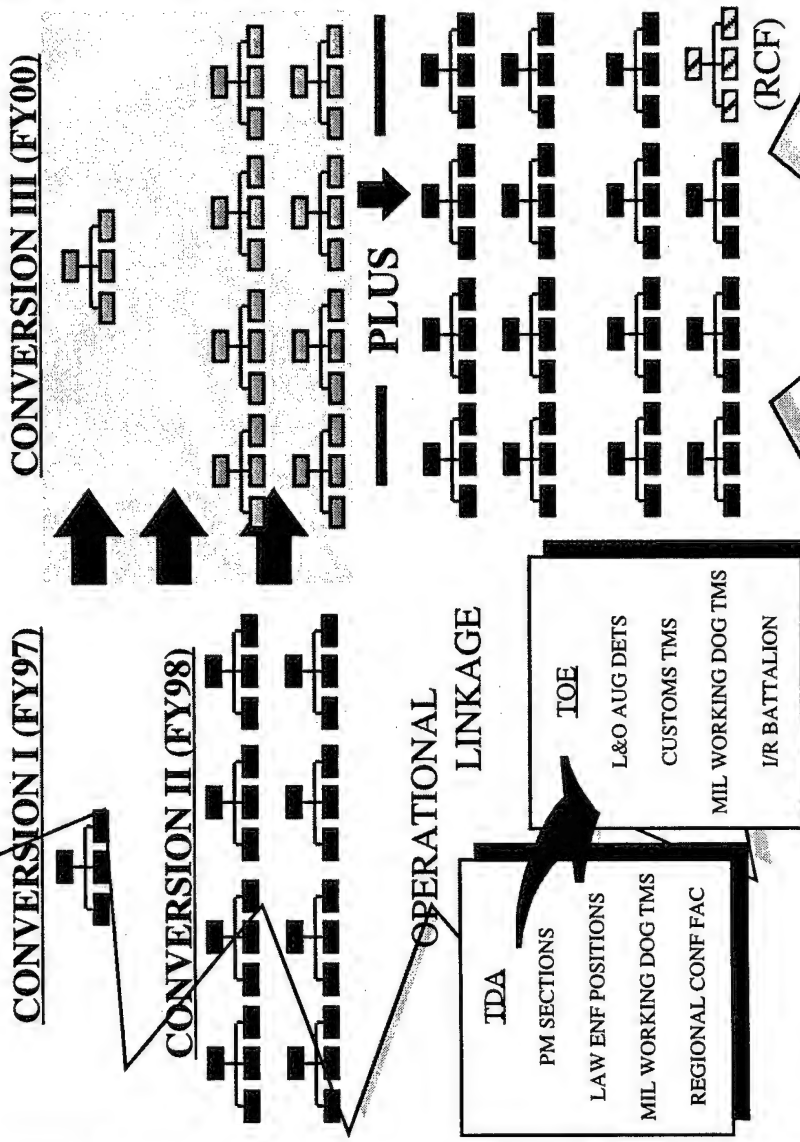 CONVERSION I (FY97)
CONVERSION II (FY98)
CONVERSION III (FY00)
PLUS
(RCF)
OPERATIONAL
LINKAGE
TDA
PM SECTIONS
LAW ENF POSITIONS
MIL WORKING DOG TMS
REGIONAL CONF FAC
TOE
L&O AUG DETS
CUSTOMS TMS
MIL WORKING DOG TMS
I/R BATTALION